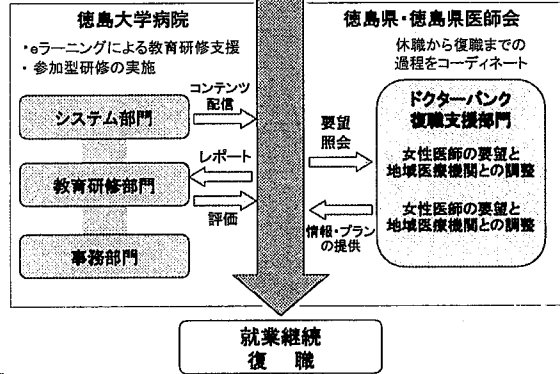 徳島大学病院
・eラーニングによる教育研修支援
・参加型研修の実施
システム部門
教育研修部門
事務部門
コンテンツ
配信
レポート
評価
徳島県・徳島県医師会
休職から復職までの
過程をコーディネート
要望
照会
情報・プラン
の提供
ドクターバンク
復職支援部門
女性医師の要望と
地域医療機関との調整
女性医師の要望と
地域医療機関との調整
就業継続
復　職